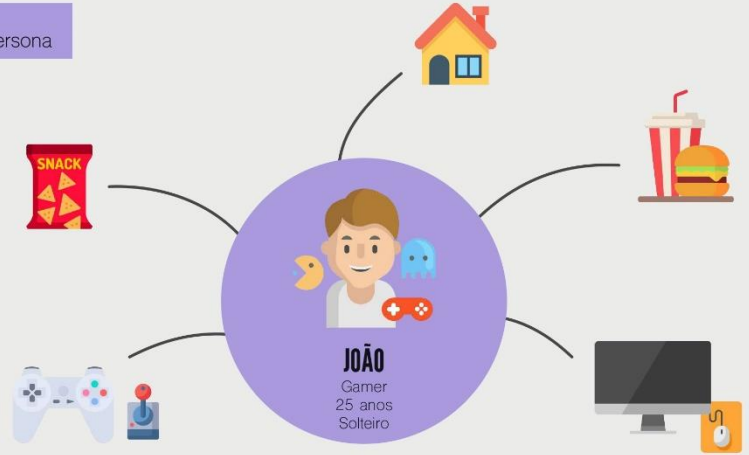 ersona
SNACK
JOÃO
Gamer
25 anos
Solteiro